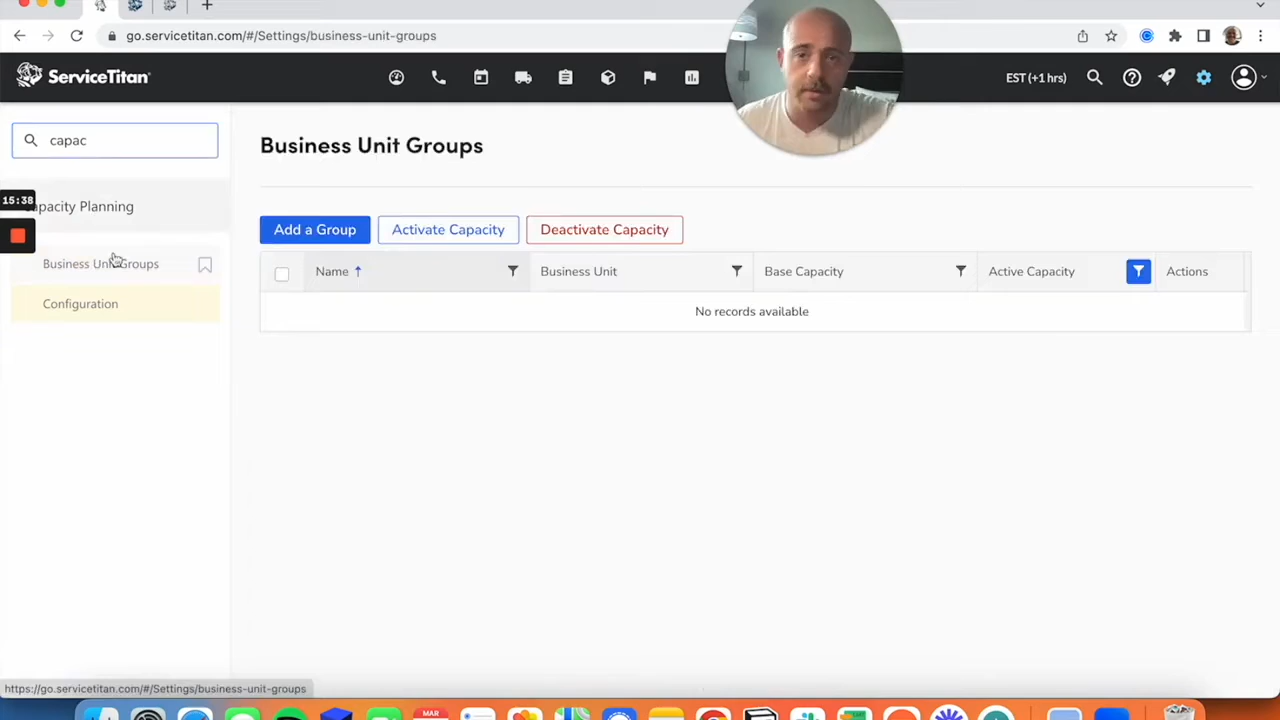 go.servicetitan.com/#/Settings/business-unit-groups
ServiceTitan
EST (+1 hrs)
capac
15:38
apacity Planning
Business Unit Groups
Configuration
Business Unit Groups
Add a Group
Activate Capacity
Deactivate Capacity
Name
Business Unit
Base Capacity
Active Capacity
Actions
No records available
https://go.servicetitan.com/#/Settings/business-unit-groups
MAR